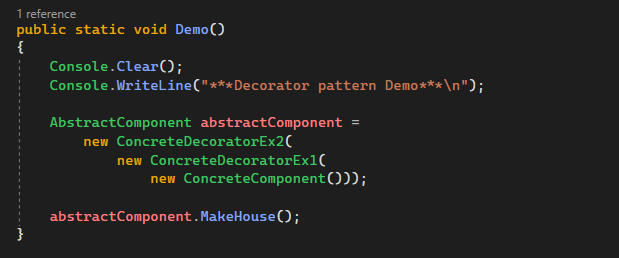 1 reference
public static void Demo()
{
    Console.Clear();
    Console.WriteLine("***Decorator pattern Demo***\n");

    AbstractComponent abstractComponent =
        new ConcreteDecoratorEx2(
            new ConcreteDecoratorEx1(
                new ConcreteComponent()));

    abstractComponent.MakeHouse();
}